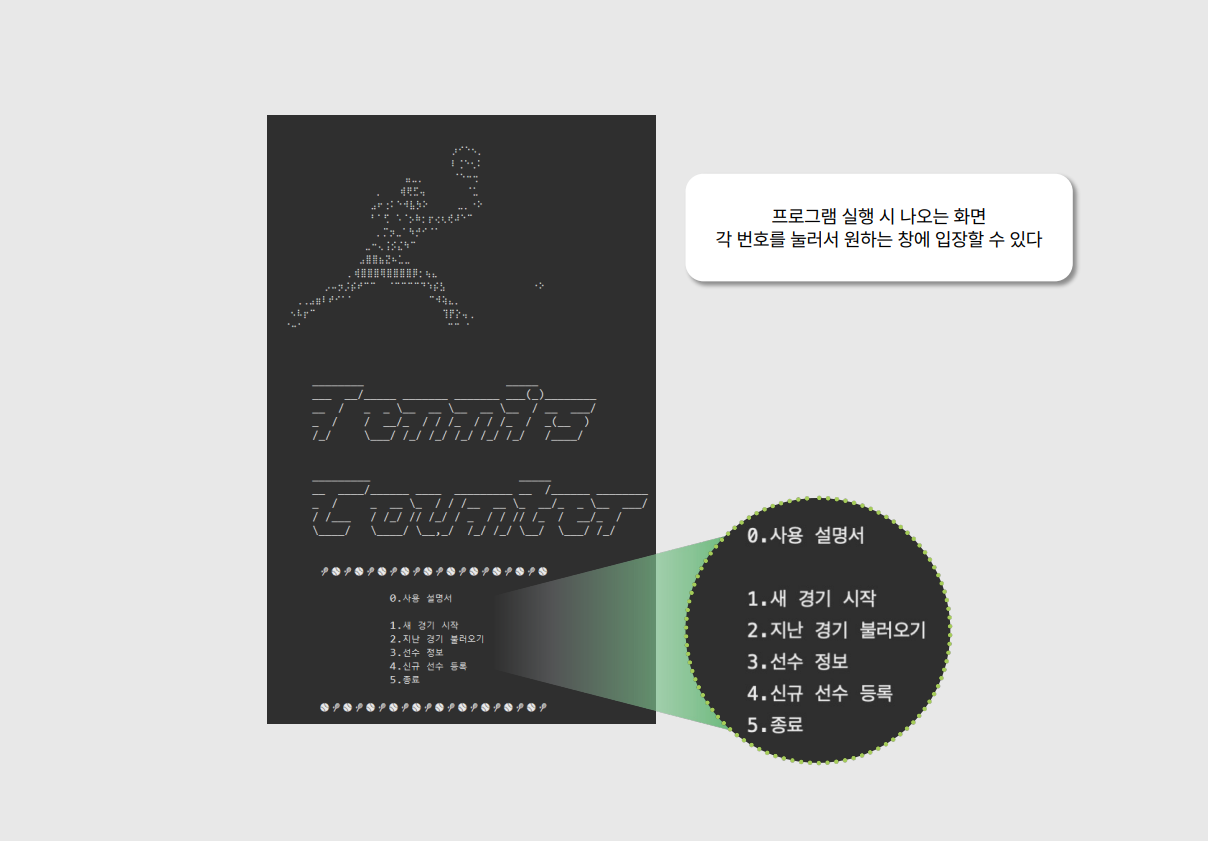 프로그램 실행 시 나오는 화면
각 번호를 눌러서 원하는 창에 입장할 수 있다
Tennis
Counter
0.사용 설명서
1.새 경기 시작
2.지난 경기 불러오기
3.선수 정보
4.신규 선수 등록
5.종료
0.사용 설명서
1.새 경기 시작
2.지난 경기 불러오기
3.선수 정보
4.신규 선수 등록
5.종료